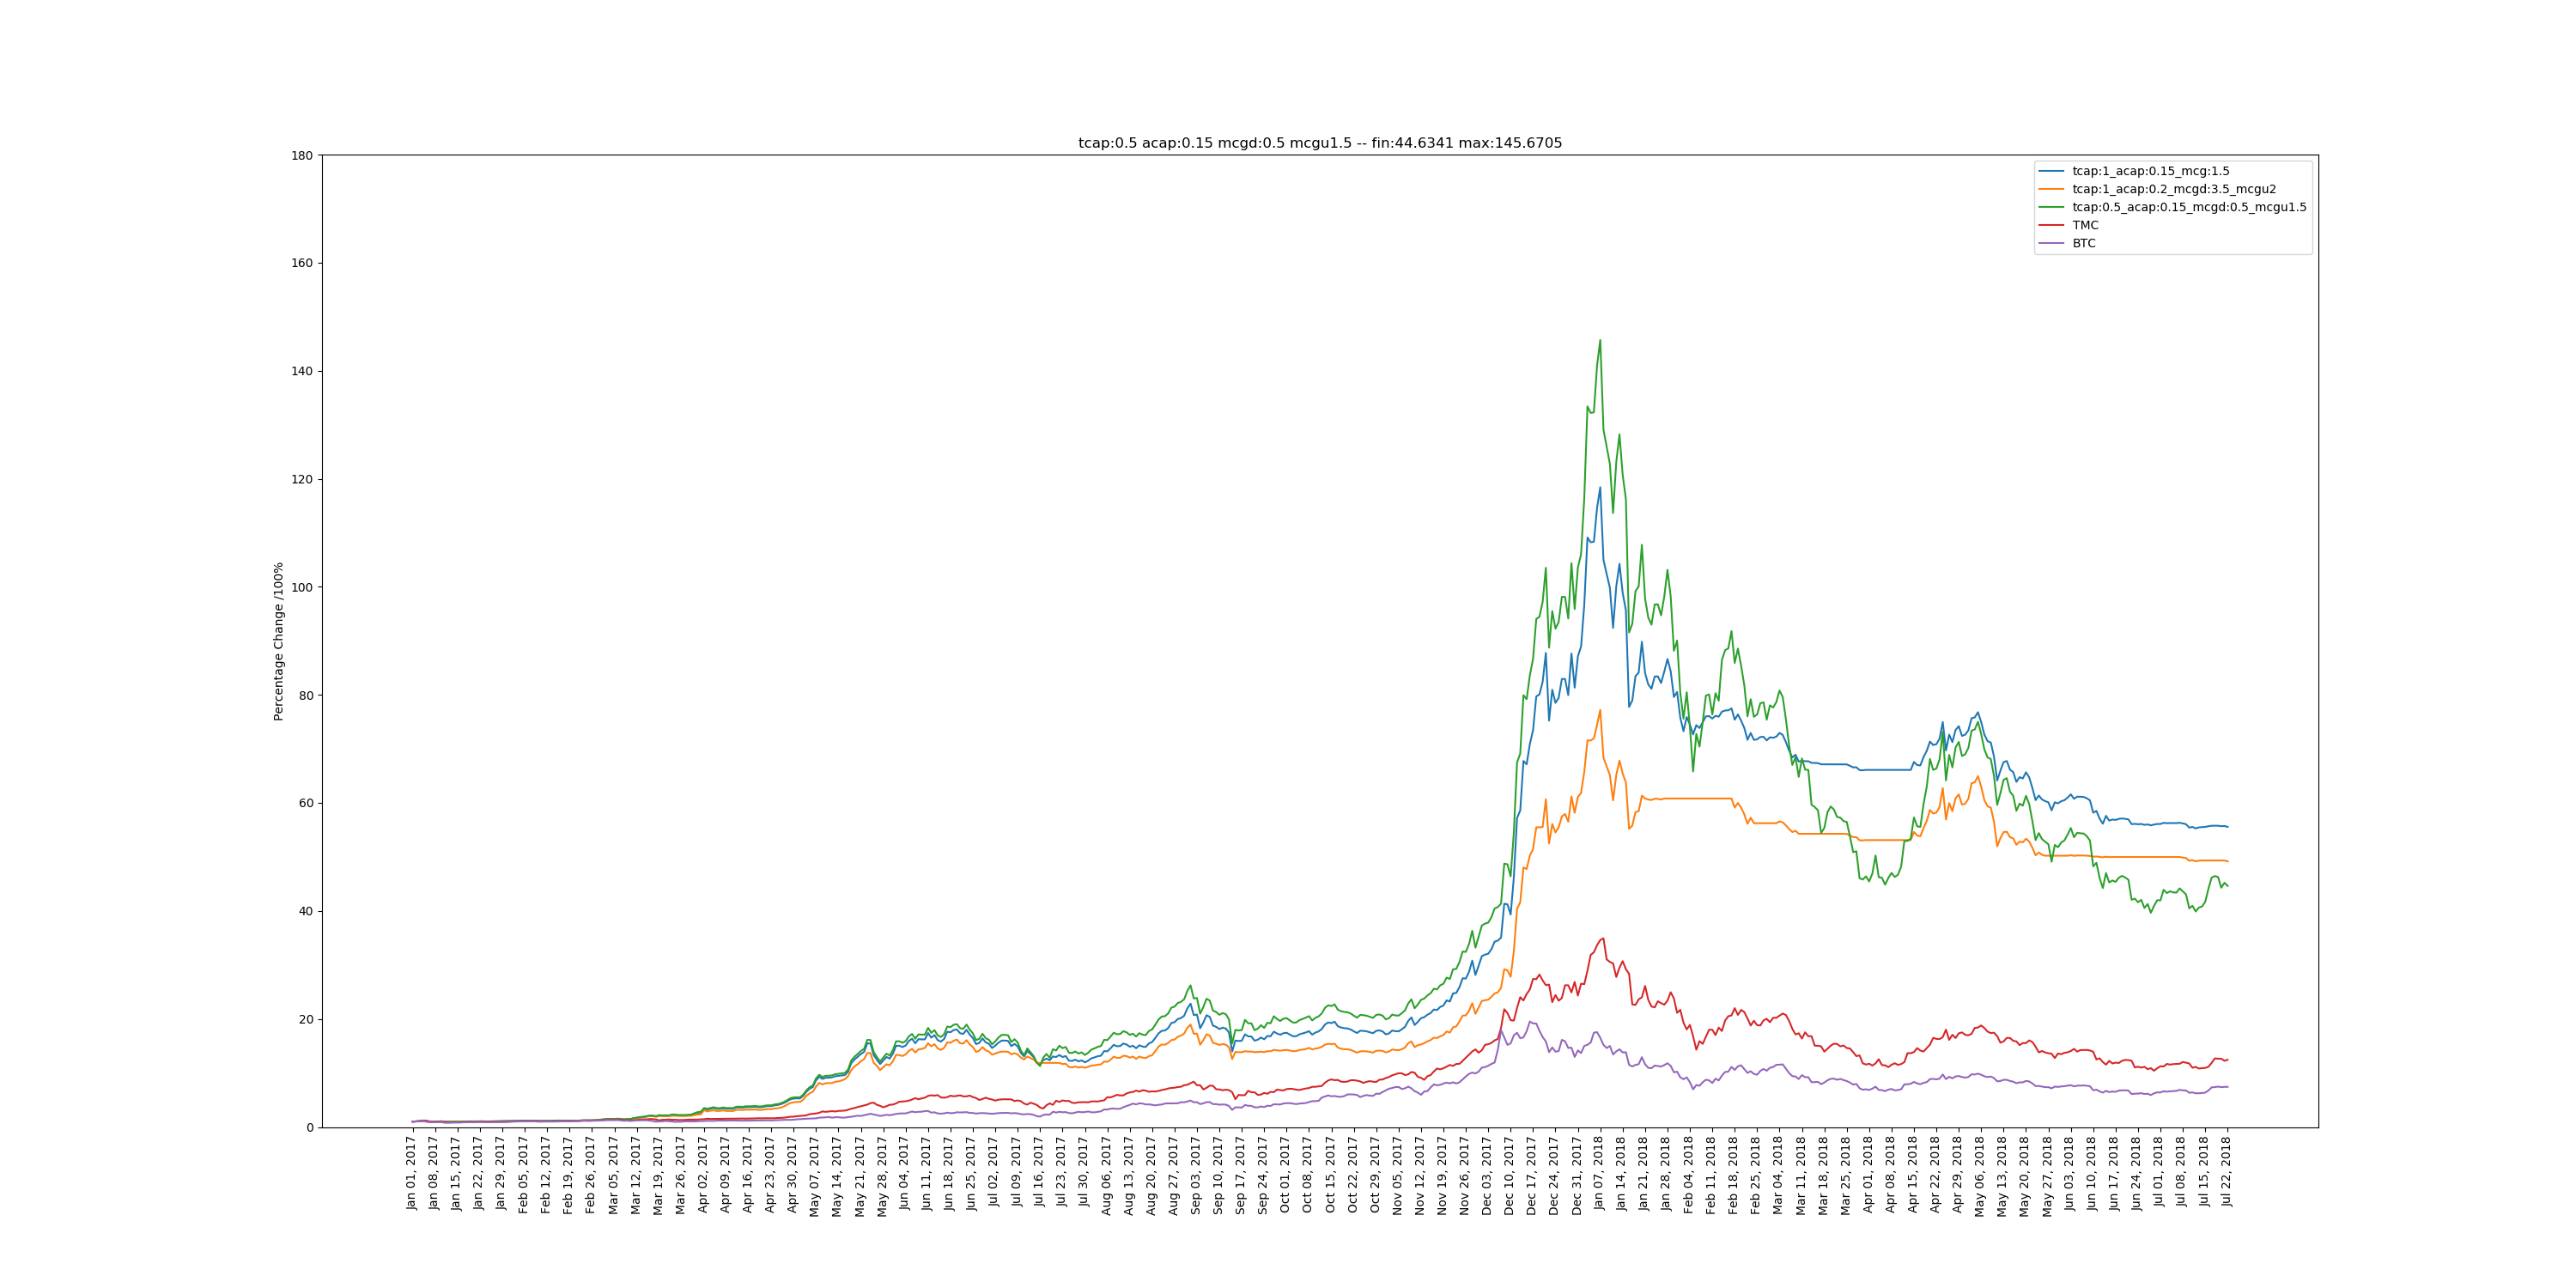 tcap:0.5 acap:0.15 mcgd:0.5 mcgu1.5 -- fin:44.6341 max:145.6705
180
160
140
120
100
80
60
40
20
0
Percentage Change /100%
tcap:1_acap:0.15_mcg:1.5
tcap:1_acap:0.2_mcgd:3.5_mcgu2
tcap:0.5_acap:0.15_mcgd:0.5_mcgu1.5
TMC
BTC
Jan 01, 2017
Jan 08, 2017
Jan 15, 2017
Jan 22, 2017
Jan 29, 2017
Feb 05, 2017
Feb 12, 2017
Feb 19, 2017
Feb 26, 2017
Mar 05, 2017
Mar 12, 2017
Mar 19, 2017
Mar 26, 2017
Apr 02, 2017
Apr 09, 2017
Apr 16, 2017
Apr 23, 2017
Apr 30, 2017
May 07, 2017
May 14, 2017
May 21, 2017
May 28, 2017
Jun 04, 2017
Jun 11, 2017
Jun 18, 2017
Jun 25, 2017
Jul 02, 2017
Jul 09, 2017
Jul 16, 2017
Jul 23, 2017
Jul 30, 2017
Aug 06, 2017
Aug 13, 2017
Aug 20, 2017
Aug 27, 2017
Sep 03, 2017
Sep 10, 2017
Sep 17, 2017
Sep 24, 2017
Oct 01, 2017
Oct 08, 2017
Oct 15, 2017
Oct 22, 2017
Oct 29, 2017
Nov 05, 2017
Nov 12, 2017
Nov 19, 2017
Nov 26, 2017
Dec 03, 2017
Dec 10, 2017
Dec 17, 2017
Dec 24, 2017
Dec 31, 2017
Jan 07, 2018
Jan 14, 2018
Jan 21, 2018
Jan 28, 2018
Feb 04, 2018
Feb 11, 2018
Feb 18, 2018
Feb 25, 2018
Mar 04, 2018
Mar 11, 2018
Mar 18, 2018
Mar 25, 2018
Apr 01, 2018
Apr 08, 2018
Apr 15, 2018
Apr 22, 2018
Apr 29, 2018
May 06, 2018
May 13, 2018
May 20, 2018
May 27, 2018
Jun 03, 2018
Jun 10, 2018
Jun 17, 2018
Jun 24, 2018
Jul 01, 2018
Jul 08, 2018
Jul 15, 2018
Jul 22, 2018